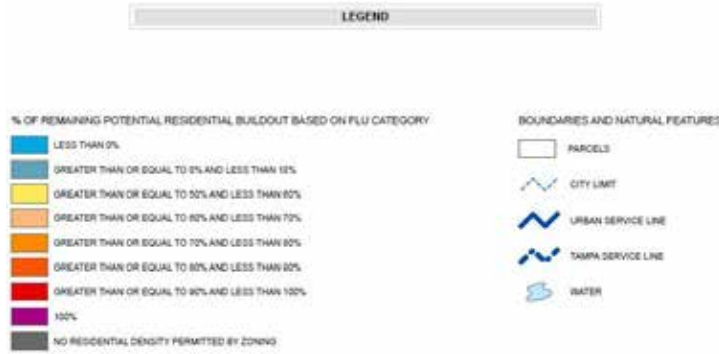 LEGEND
% OF REMAINING POTENTIAL RESIDENTIAL BUILDOUT BASED ON FLU CATEGORY
LESS THAN 0%
GREATER THAN OR EQUAL TO 0% AND LESS THAN 10%
GREATER THAN OR EQUAL TO 50% AND LESS THAN 60%
GREATER THAN OR EQUAL TO 60% AND LESS THAN 70%
GREATER THAN OR EQUAL TO 70% AND LESS THAN 80%
GREATER THAN OR EQUAL TO 80% AND LESS THAN 90%
GREATER THAN OR EQUAL TO 90% AND LESS THAN 100%
100%
NO RESIDENTIAL DENSITY PERMITTED BY ZONING
BOUNDARIES AND NATURAL FEATURES
PARCELS
CITY LIMIT
URBAN SERVICE LINE
TAMPA SERVICE LINE
WATER